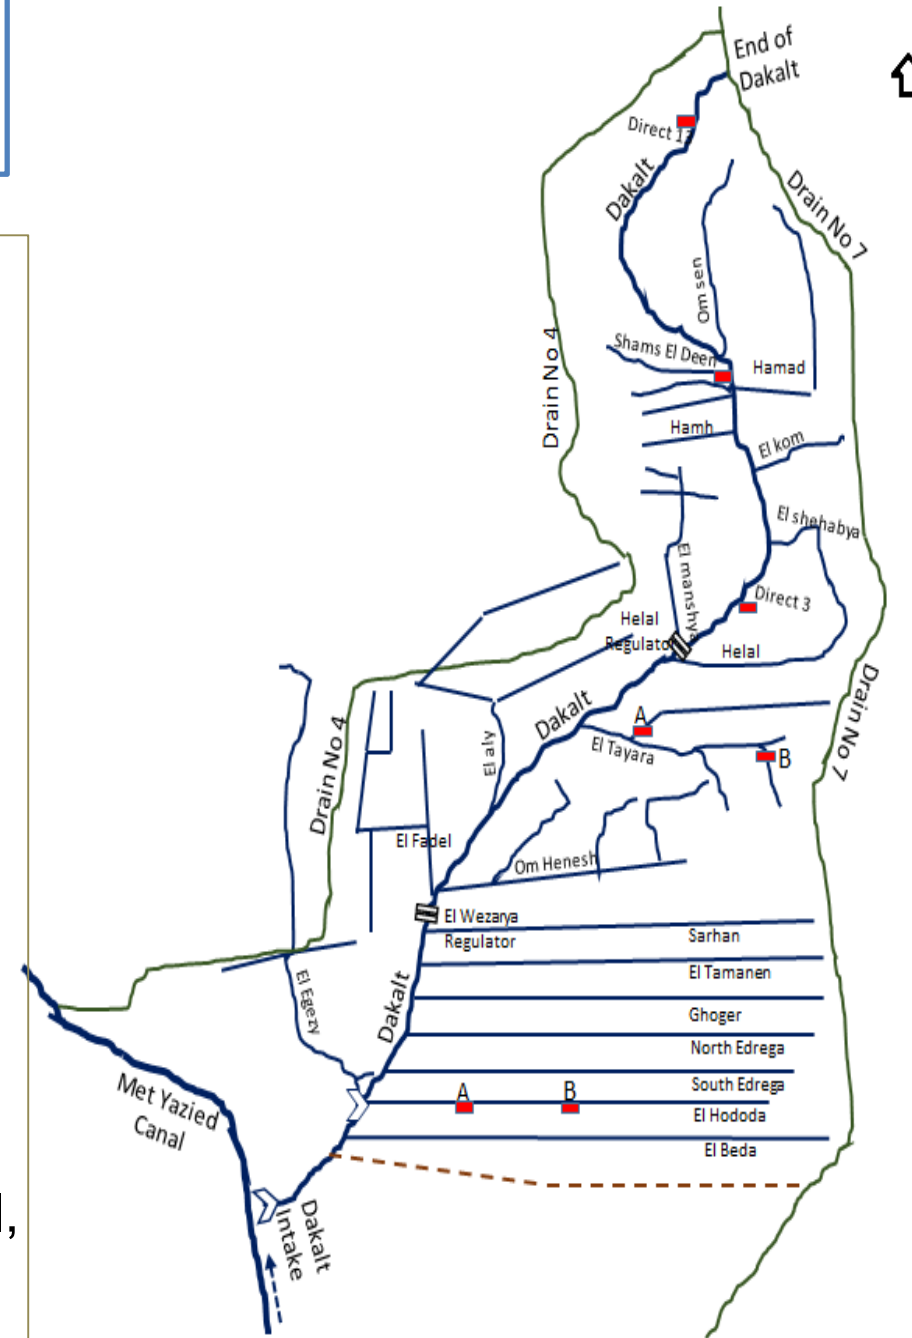 End of
Dakalt
Direct 1
Dakalt
Drain No 7
Om sen
Shams El Deen
Hamad
Drain No 4
Hamh
El kom
El shehabya
El manshya
Direct 3
Helal
Regulator
Helal
Dakalt
A
El Tayara
B
Drain No 7
El aly
Drain No 4
El Fadel
Om Henesh
El Wezarya
Regulator
Sarhan
El Tamanen
Ghoger
Dakalt
El Egezy
North Edrega
South Edrega
A
B
El Hododa
El Beda
Met Yazied
Canal
Dakalt
Intake
,